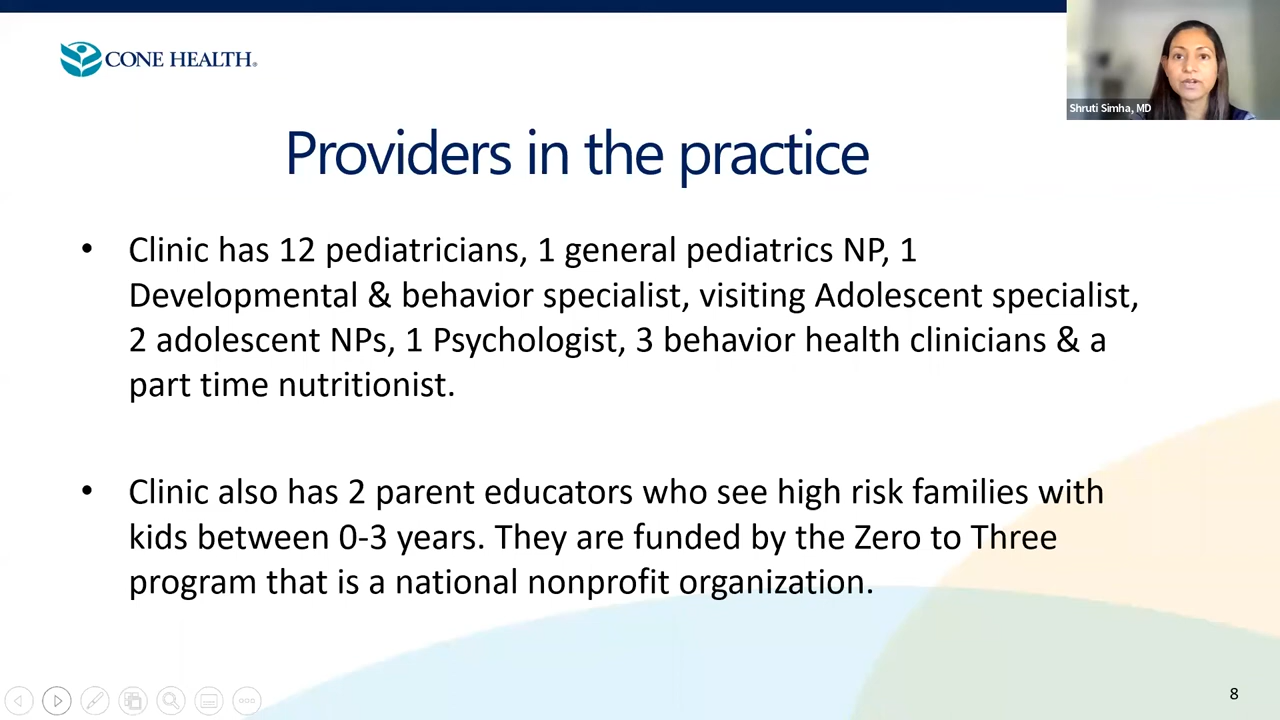 CONE HEALTH®
Shruti Simha, MD
Providers in the practice
• Clinic has 12 pediatricians, 1 general pediatrics NP, 1
Developmental & behavior specialist, visiting Adolescent specialist,
2 adolescent NPs, 1 Psychologist, 3 behavior health clinicians & a
part time nutritionist.
• Clinic also has 2 parent educators who see high risk families with
kids between 0-3 years. They are funded by the Zero to Three
program that is a national nonprofit organization.
8